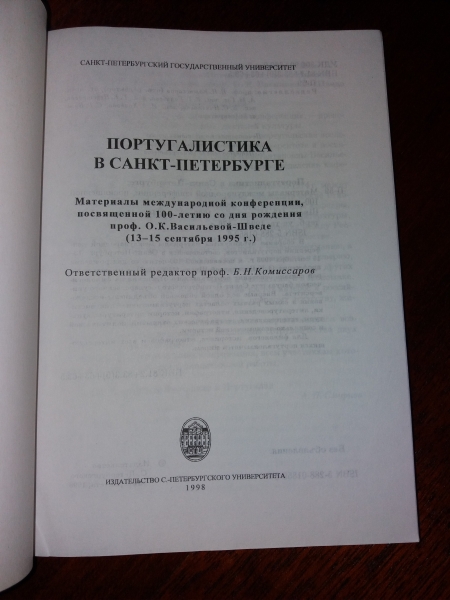 САНКТ-ПЕТЕРБУРГСКИЙ ГОСУДАРСТВЕННЫЙ УНИВЕРСИТЕТ
ПОРТУГАЛИСТИКА
В САНКТ-ПЕТЕРБУРГЕ
Материалы международной конференции,
посвященной 100-летию со дня рождения
проф. О.К.Васильевой-Шведе
(13–15 сентября 1995 г.)
Ответственный редактор проф. Б.Н Комиссаров
ИЗДАТЕЛЬСТВО С.-ПЕТЕРБУРГСКОГО УНИВЕРСИТЕТА
1998